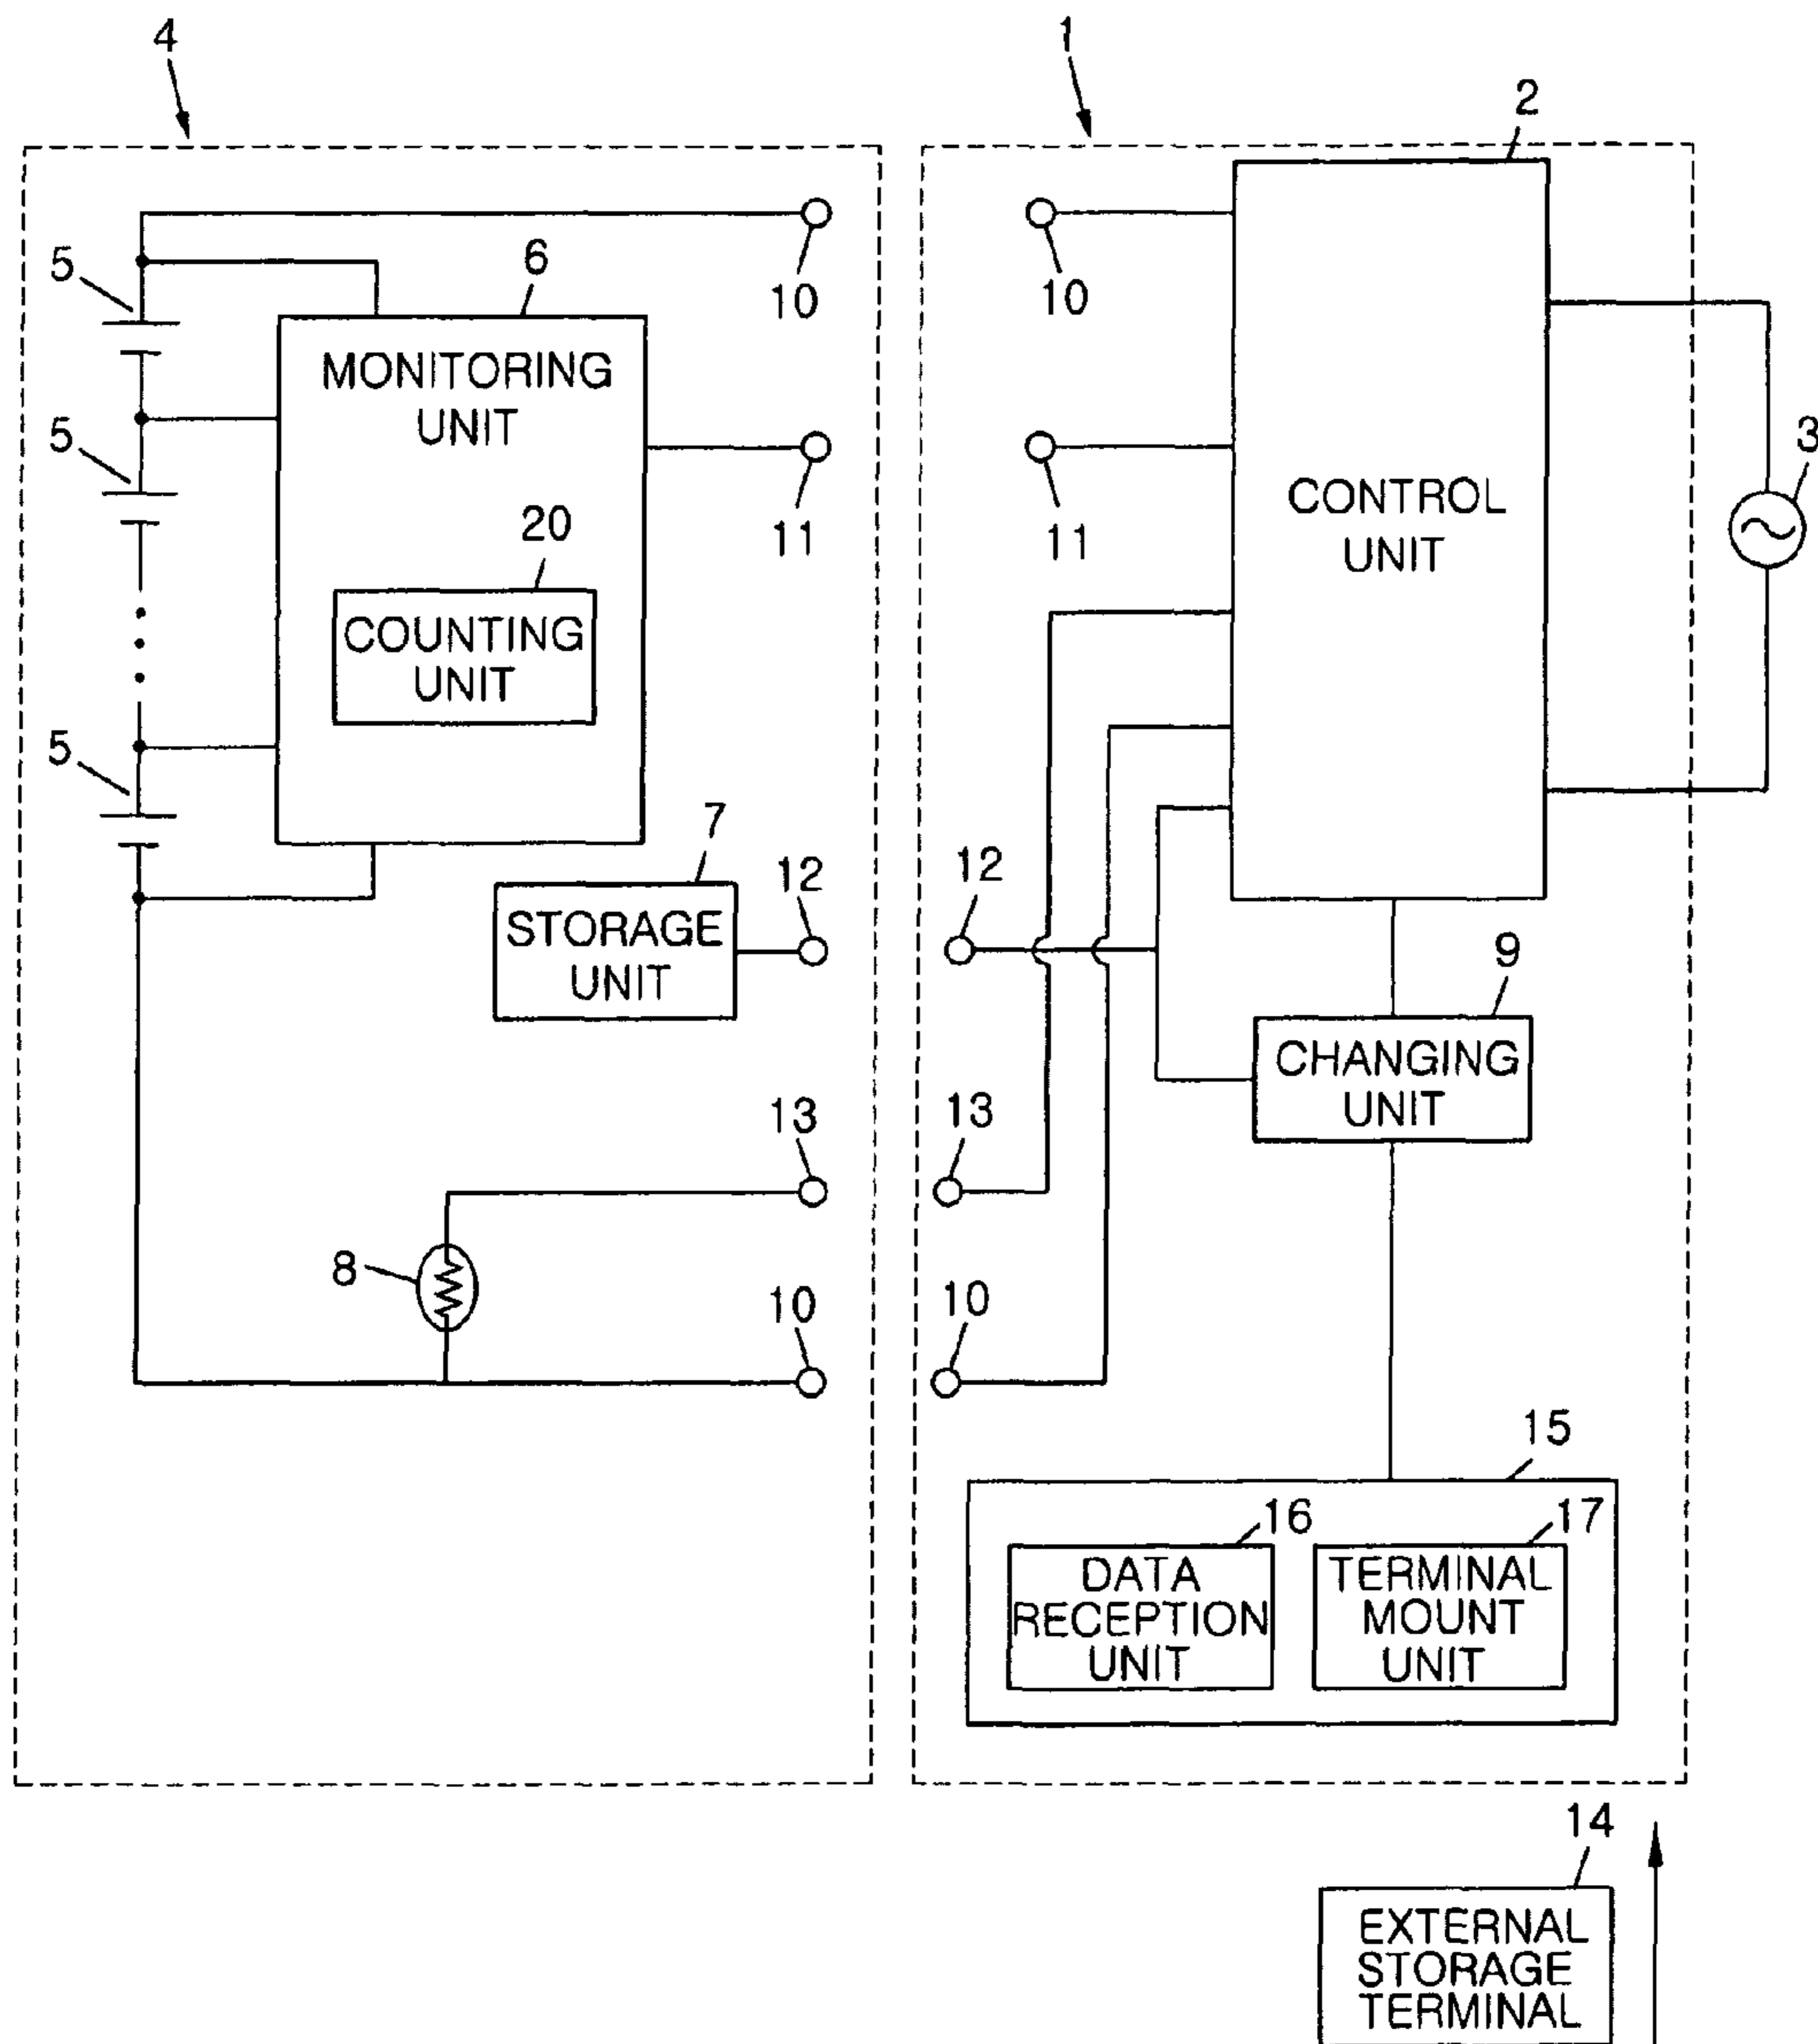 4
1
2
10
10
5
6
MONITORING
UNIT
3
5
11
11
CONTROL
UNIT
20
COUNTING
UNIT
5
7
12
12
STORAGE
UNIT
9
CHANGING
UNIT
13
13
8
10
10
15
16
17
DATA
RECEPTION
UNIT
TERMINAL
MOUNT
UNIT
14
EXTERNAL
STORAGE
TERMINAL